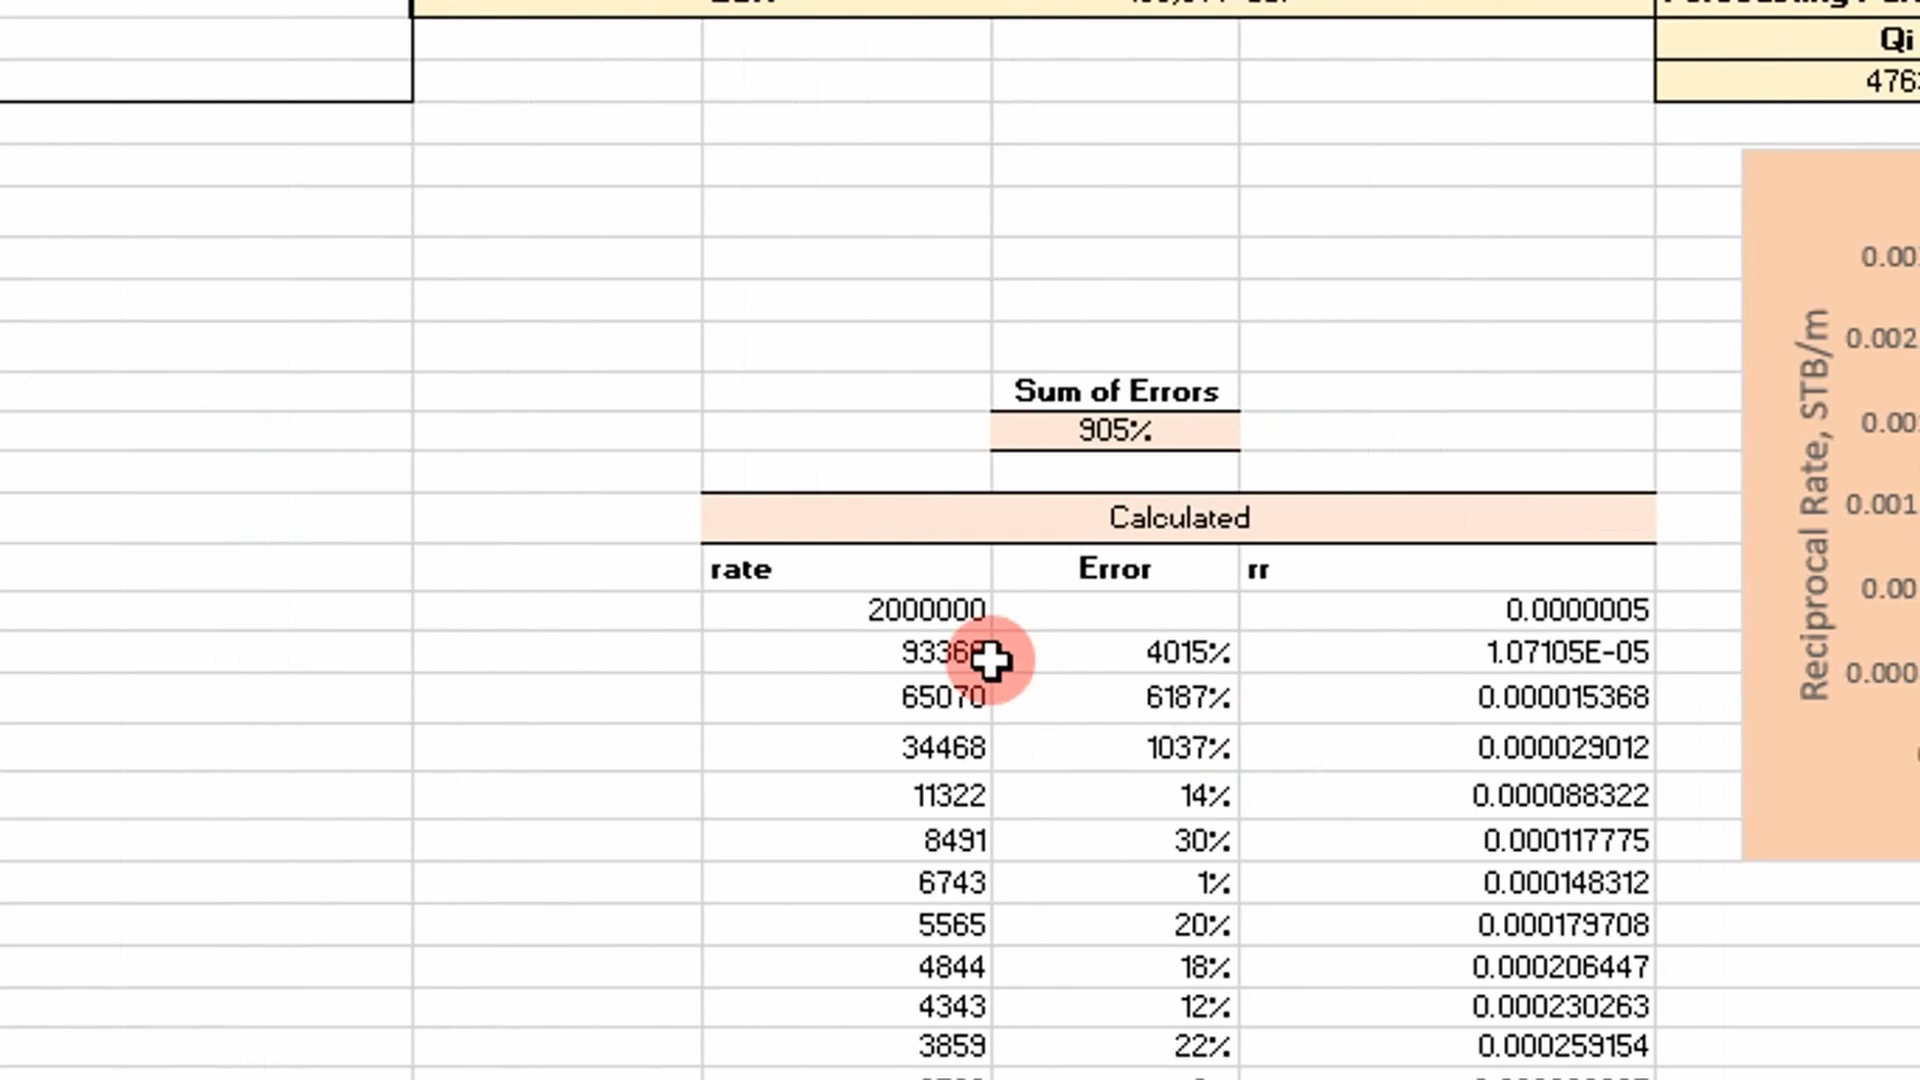 Qi
Sum of Errors
905%
Calculated
rate Error rr
2000000 0.0000005
4015% 1.07105E-05
65070 6187% 0.000015368
34468 1037% 0.000029012
11322 14% 0.000088322
8491 30% 0.000117775
6743 1% 0.000148312
5565 20% 0.000179708
4844 18% 0.000206447
4343 12% 0.000230263
3859 22% 0.000259154
Reciprocal Rate, STB/m
0.002
0.001